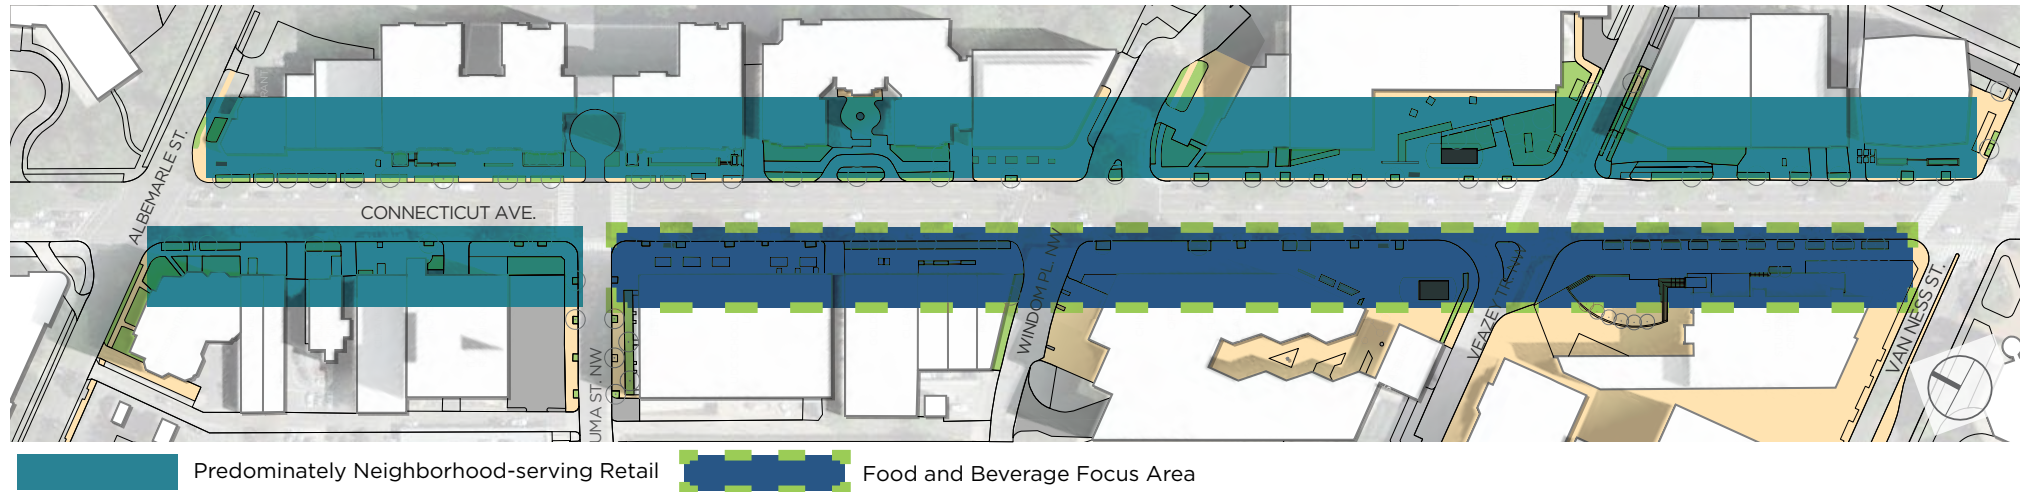 ALBEMARLE ST.
CONNECTICUT AVE.
UMA ST. NW
WINDOM PL. NW
VEAZEY TR. NW
VAN NESS ST.
Predominately Neighborhood-serving Retail
Food and Beverage Focus Area